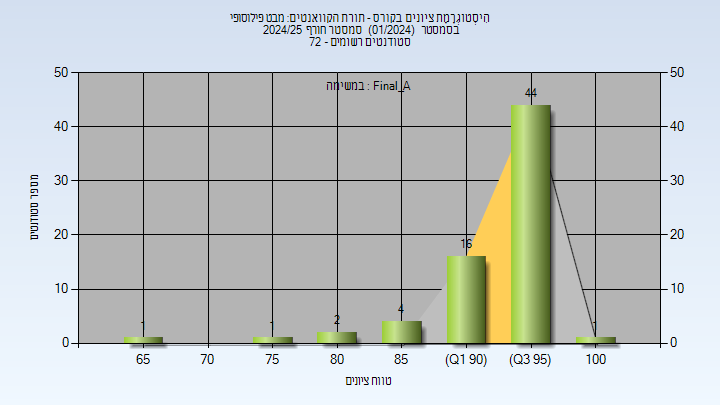 היסטוגרמת ציונים בקורס - תורת הקוואנטים: מבט פילוסופי
בסמסטר (01/2024) סמסטר חורף 2024/25
סטודנטים רשומים - 72
במשימה : Final_A
50 50
40 40
30 30
20 20
10 10
0 0
מספר סטודנטים
1 1 2 4 16 44 1
65 70 75 80 85 (Q1 90) (Q3 95) 100
טווח ציונים